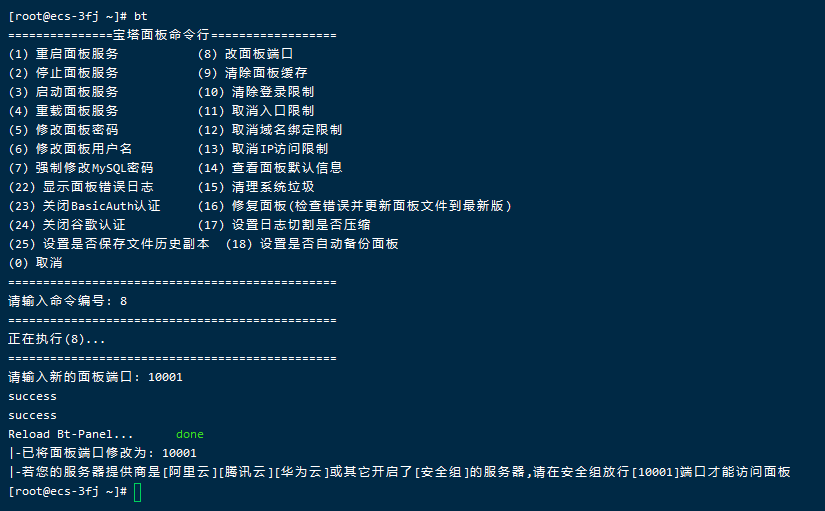 [root@ecs-3fj ~]# bt
===============宝塔面板命令行==================
(1) 重启面板服务           (8) 改面板端口
(2) 停止面板服务           (9) 清除面板缓存
(3) 启动面板服务           (10) 清除登录限制
(4) 重载面板服务           (11) 取消入口限制
(5) 修改面板密码           (12) 取消域名绑定限制
(6) 修改面板用户名         (13) 取消IP访问限制
(7) 强制修改MySQL密码      (14) 查看面板默认信息
(22) 显示面板错误日志      (15) 清理系统垃圾
(23) 关闭BasicAuth认证     (16) 修复面板(检查错误并更新面板文件到最新版)
(24) 关闭谷歌认证          (17) 设置日志切割是否压缩
(25) 设置是否保存文件历史副本  (18) 设置是否自动备份面板
(0) 取消
===============================================
请输入命令编号: 8
===============================================
正在执行(8)...
===============================================
请输入新的面板端口: 10001
success
success
Reload Bt-Panel...      done
|-已将面板端口修改为: 10001
|-若您的服务器提供商是[阿里云][腾讯云][华为云]或其它开启了[安全组]的服务器,请在安全组放行[10001]端口才能访问面板
[root@ecs-3fj ~]#